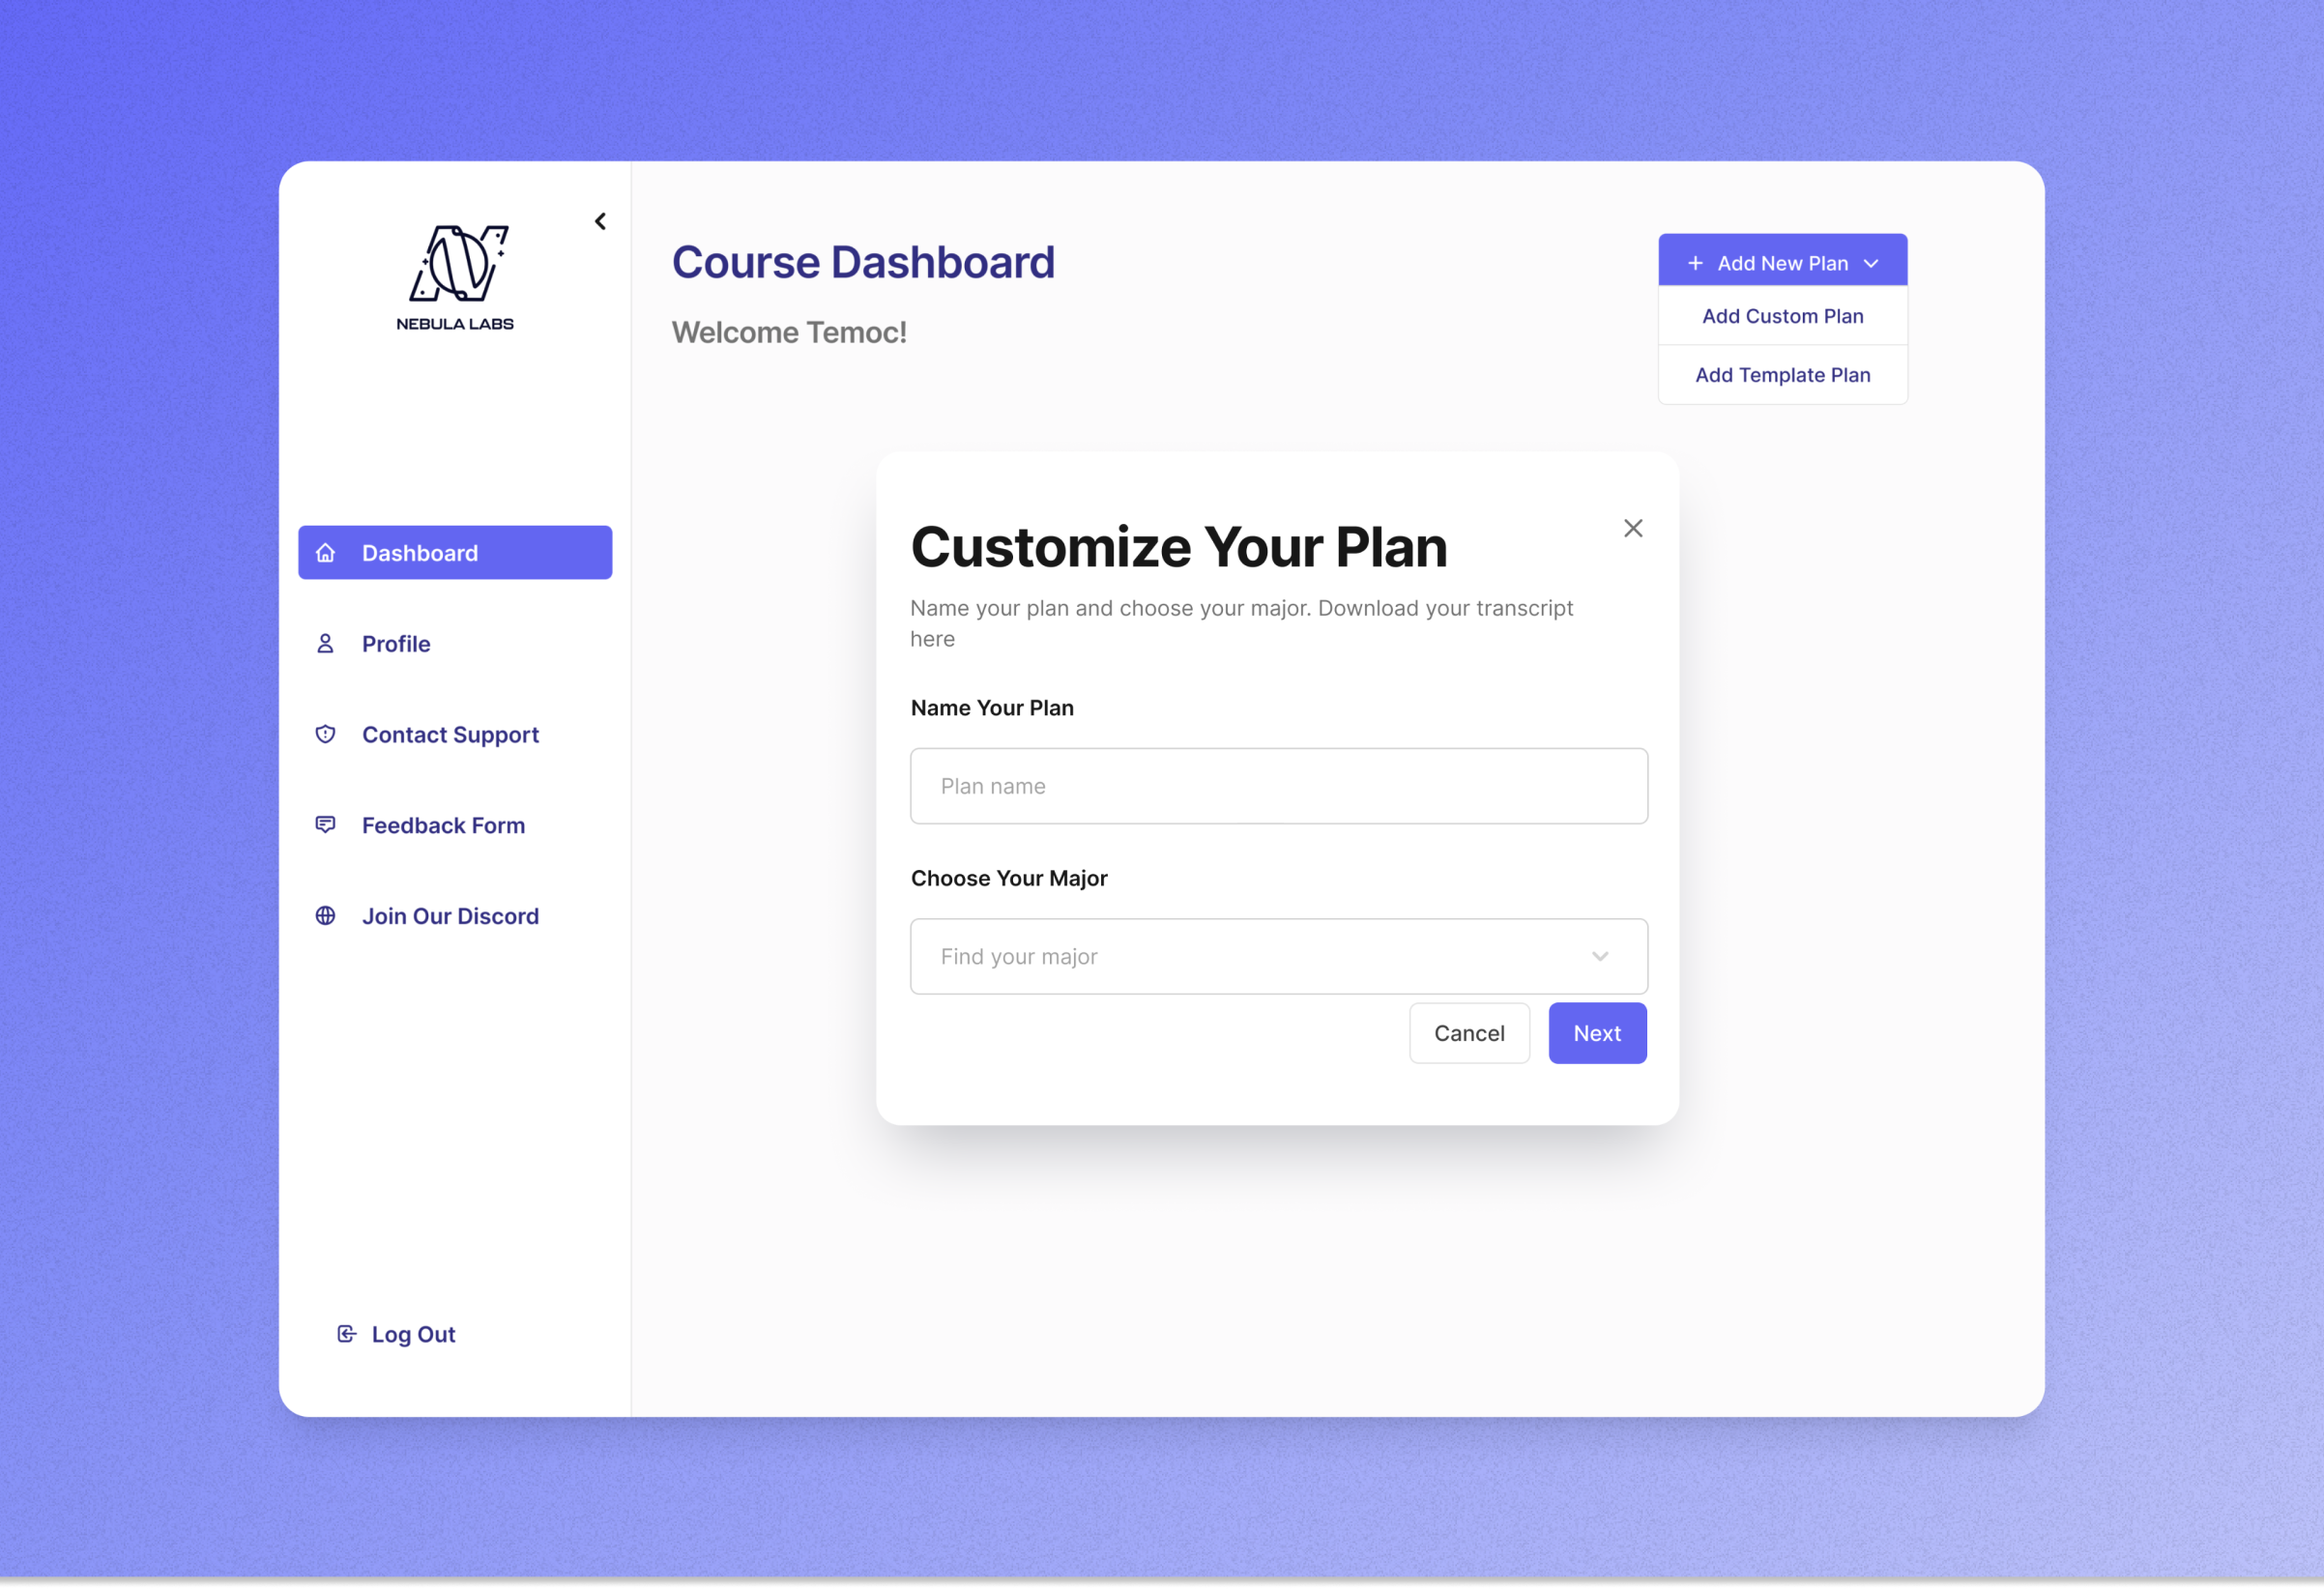 NEBULA LABS
Dashboard
Profile
Contact Support
Feedback Form
Join Our Discord
Log Out
Course Dashboard
Welcome Temoc!
Add New Plan
Add Custom Plan
Add Template Plan
Customize Your Plan
Name your plan and choose your major. Download your transcript
here
Name Your Plan
Plan name
Choose Your Major
Find your major
Cancel
Next